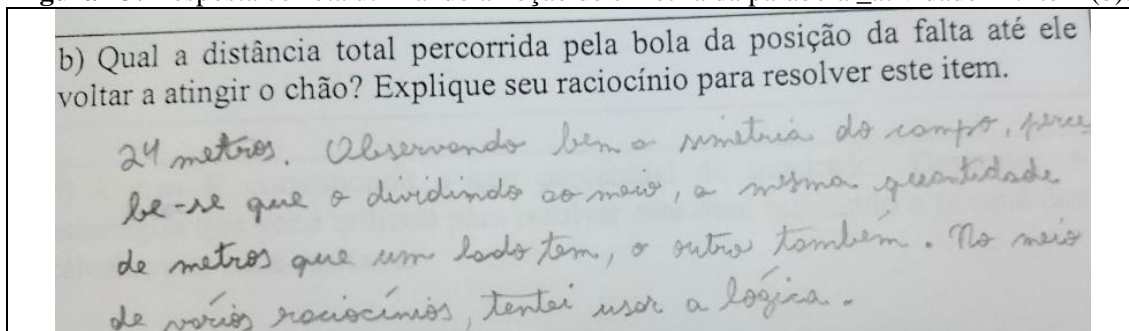 b) Qual a distância total percorrida pela bola da posição da falta até ele
voltar a atingir o chão? Explique seu raciocínio para resolver este item.
24 metros. Observando bem a simetria do campo, perce
be-se que o dividindo ao meio, a mesma quantidade
de metros que um lado tem, o outro também. No meio
de vários raciocínios, tentei usar a lógica.